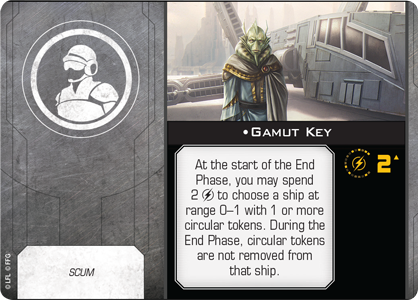 • GAMUT KEY
At the start of the End
Phase, you may spend
2 to choose a ship at
range 0–1 with 1 or more
circular tokens. During the
End Phase, circular tokens
are not removed from
that ship.
2
SCUM
© LFL © FFG